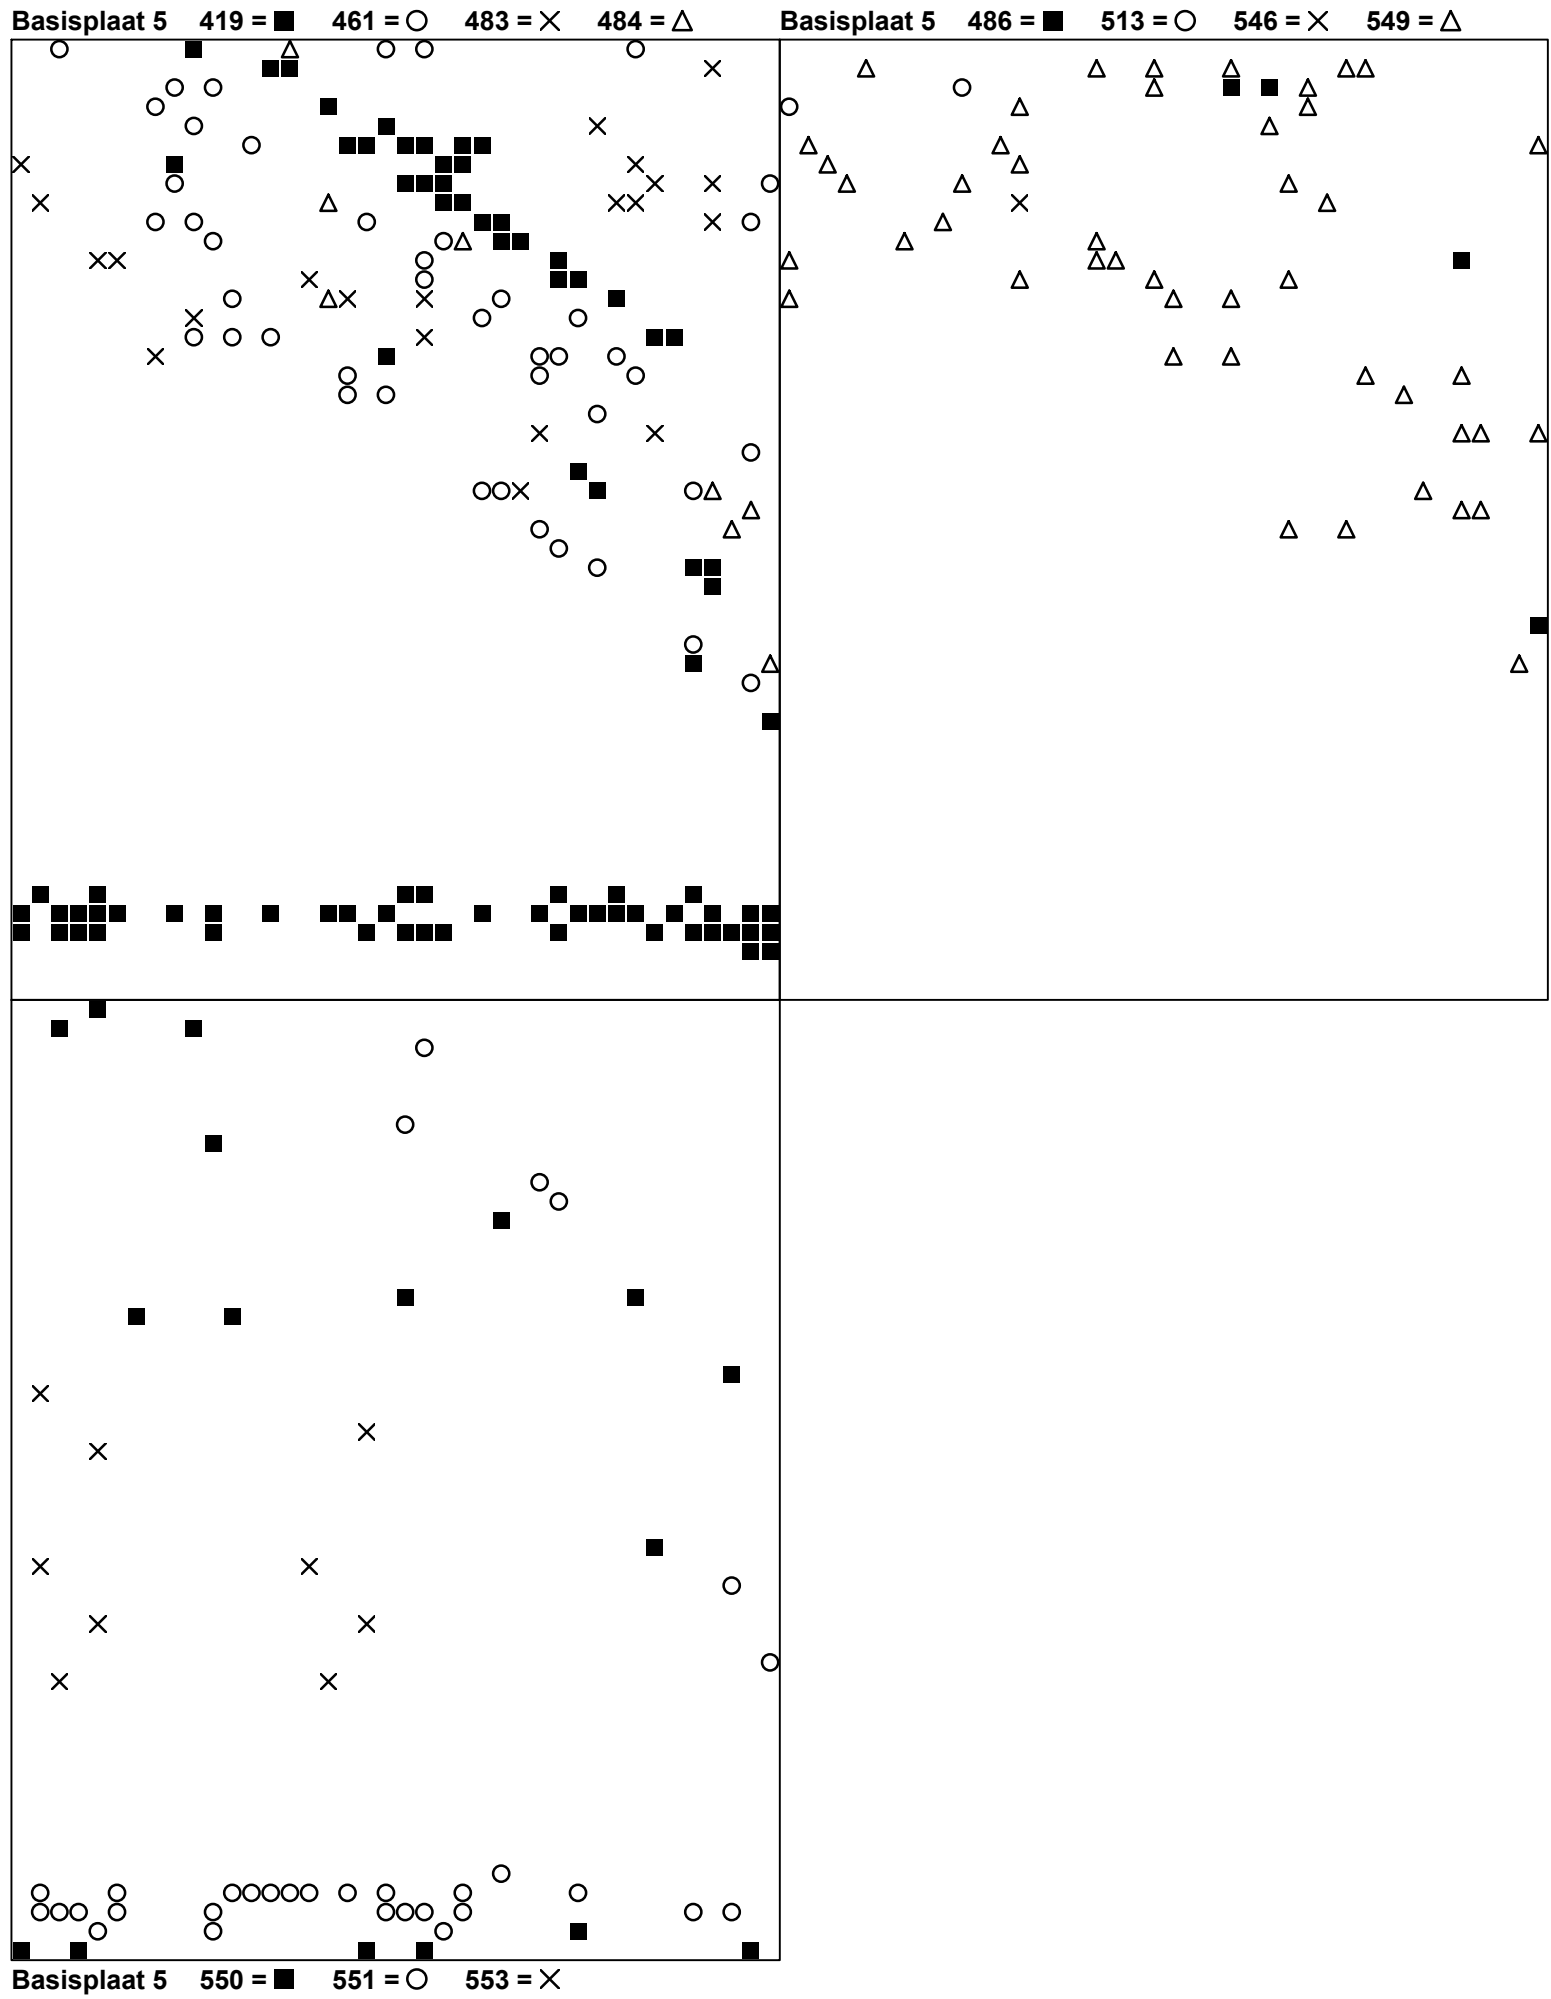 Basisplaat 5 419 = ■ 461 = ○ 483 = × 484 = △
Basisplaat 5 486 = ■ 513 = ○ 546 = × 549 = △
Basisplaat 5 550 = ■ 551 = ○ 553 = ×